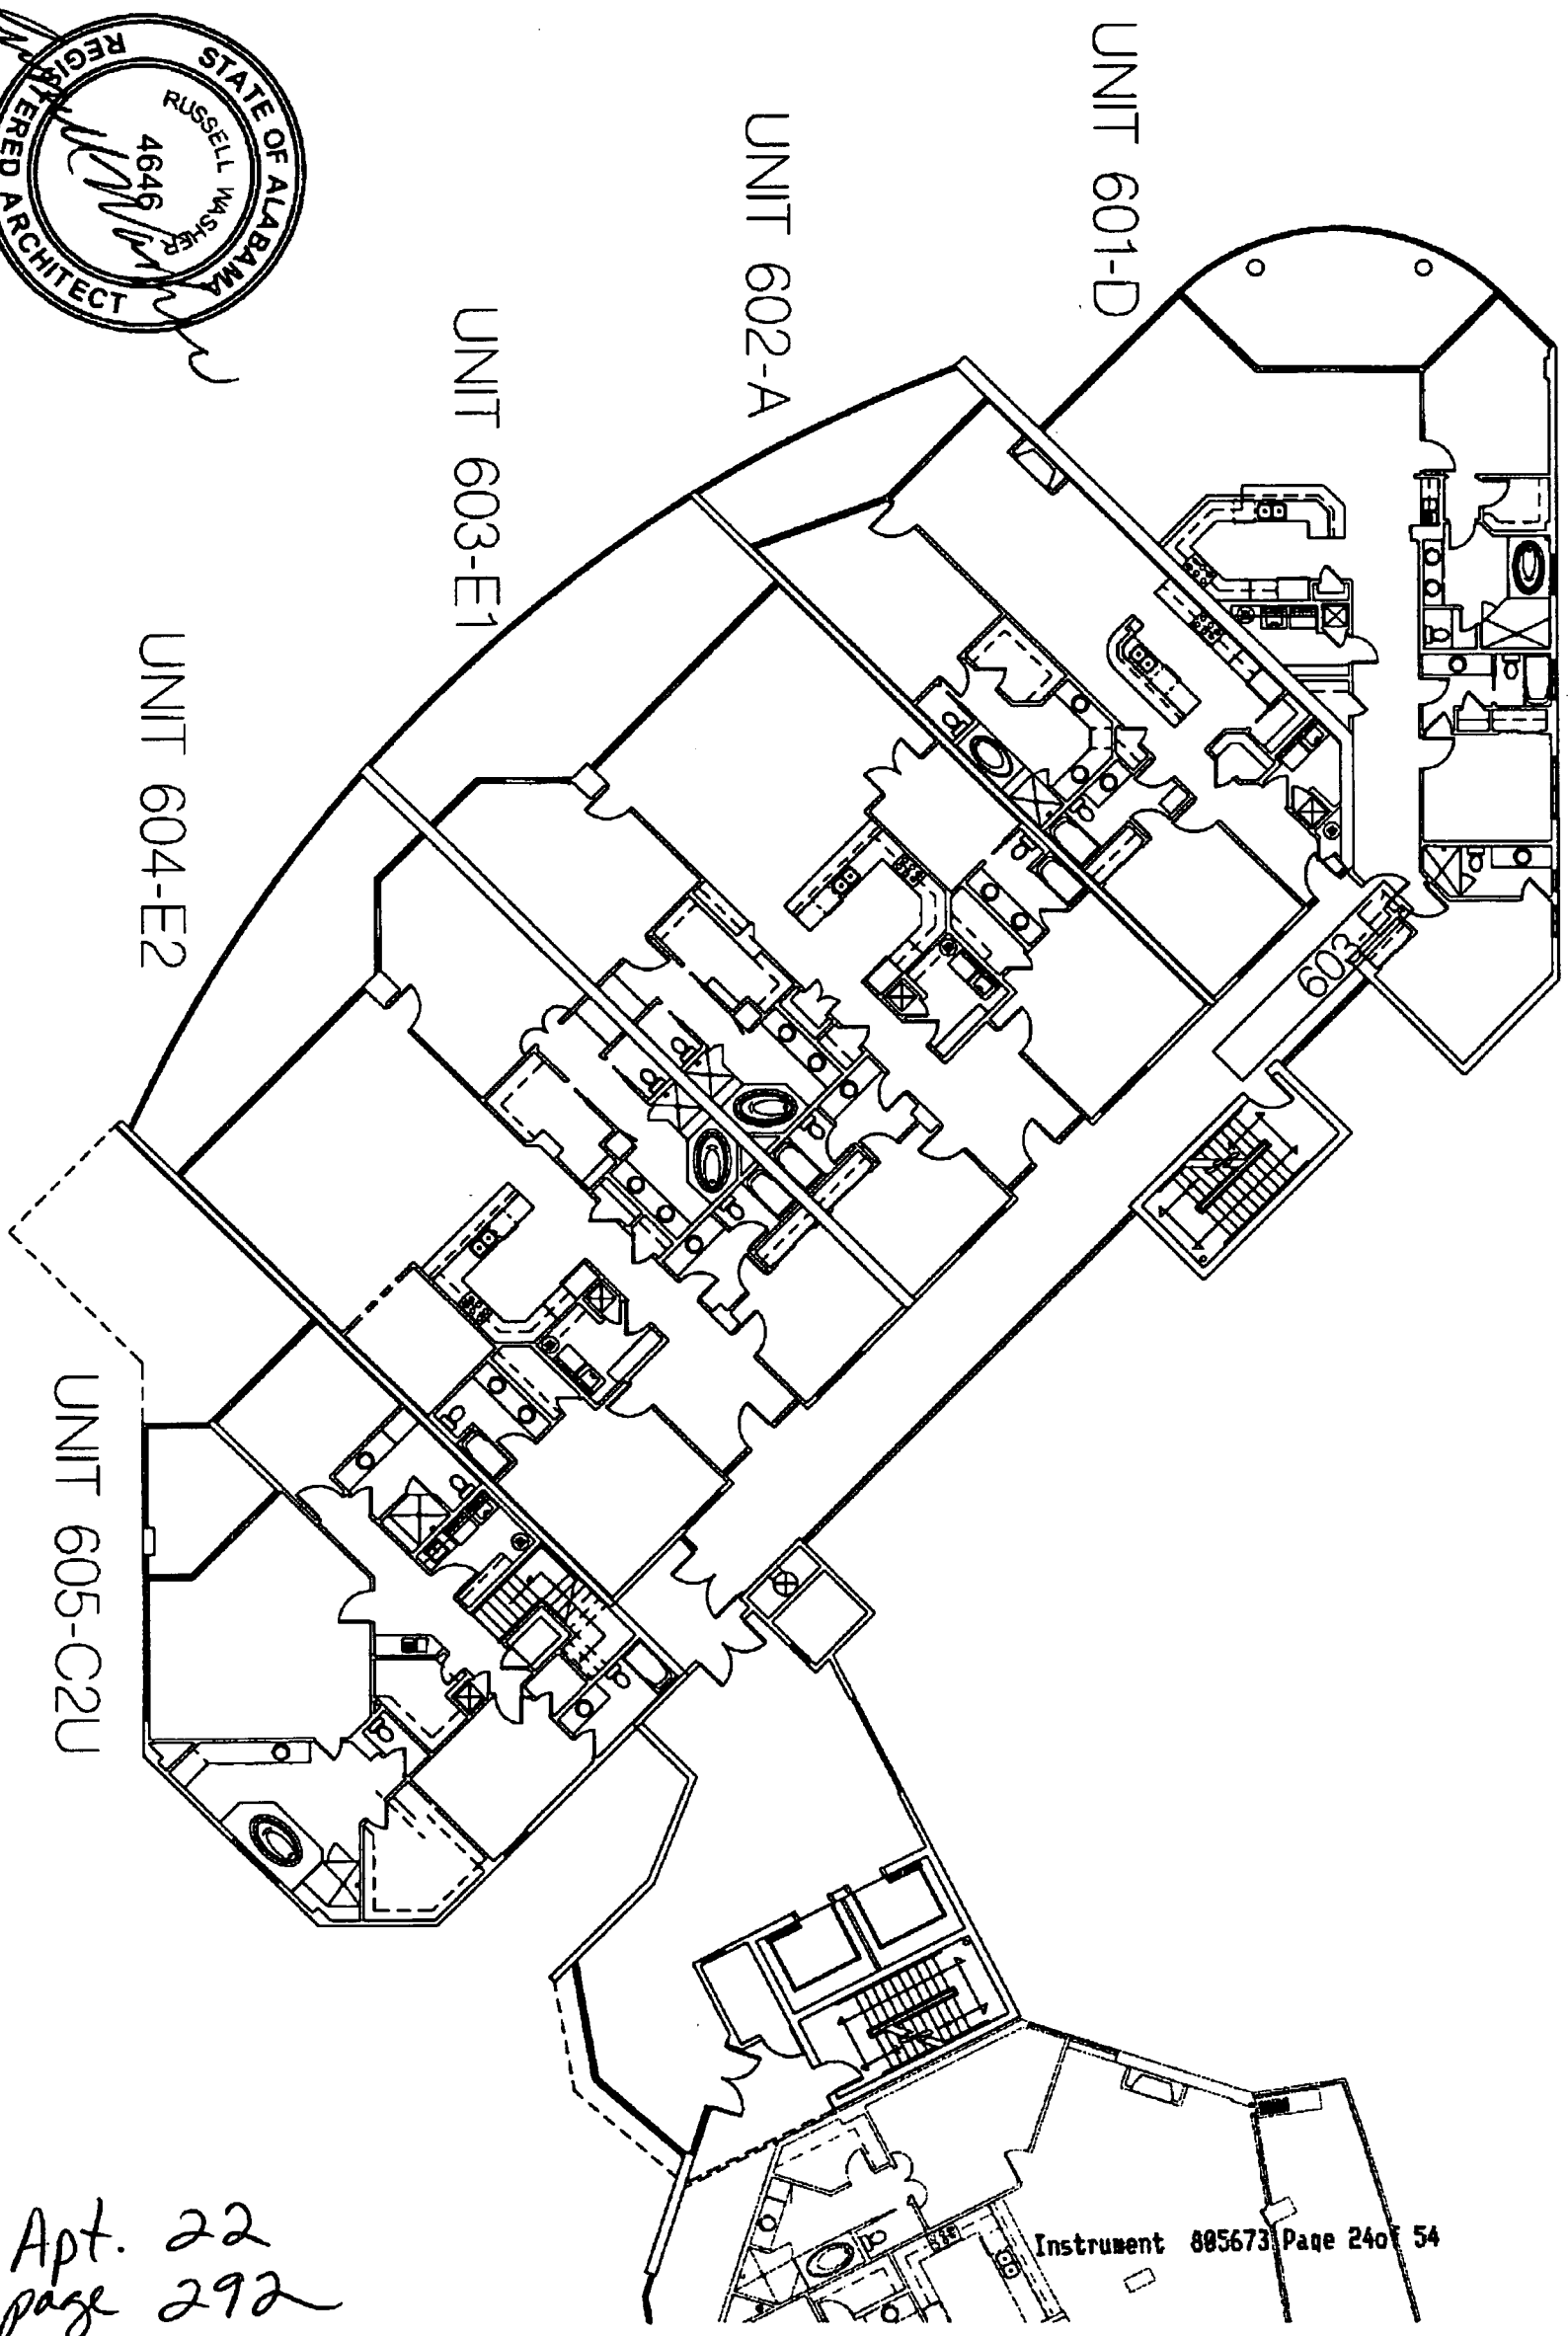 UNIT 601-D
UNIT 602-A
UNIT 603-E1
UNIT 604-E2
UNIT 605-C2U
603
STATE OF ALABAMA
RUSSELL WASHER
4646
REGISTERED ARCHITECT
Instrument 805673 Page 24of 54
Apt. 22
page 292